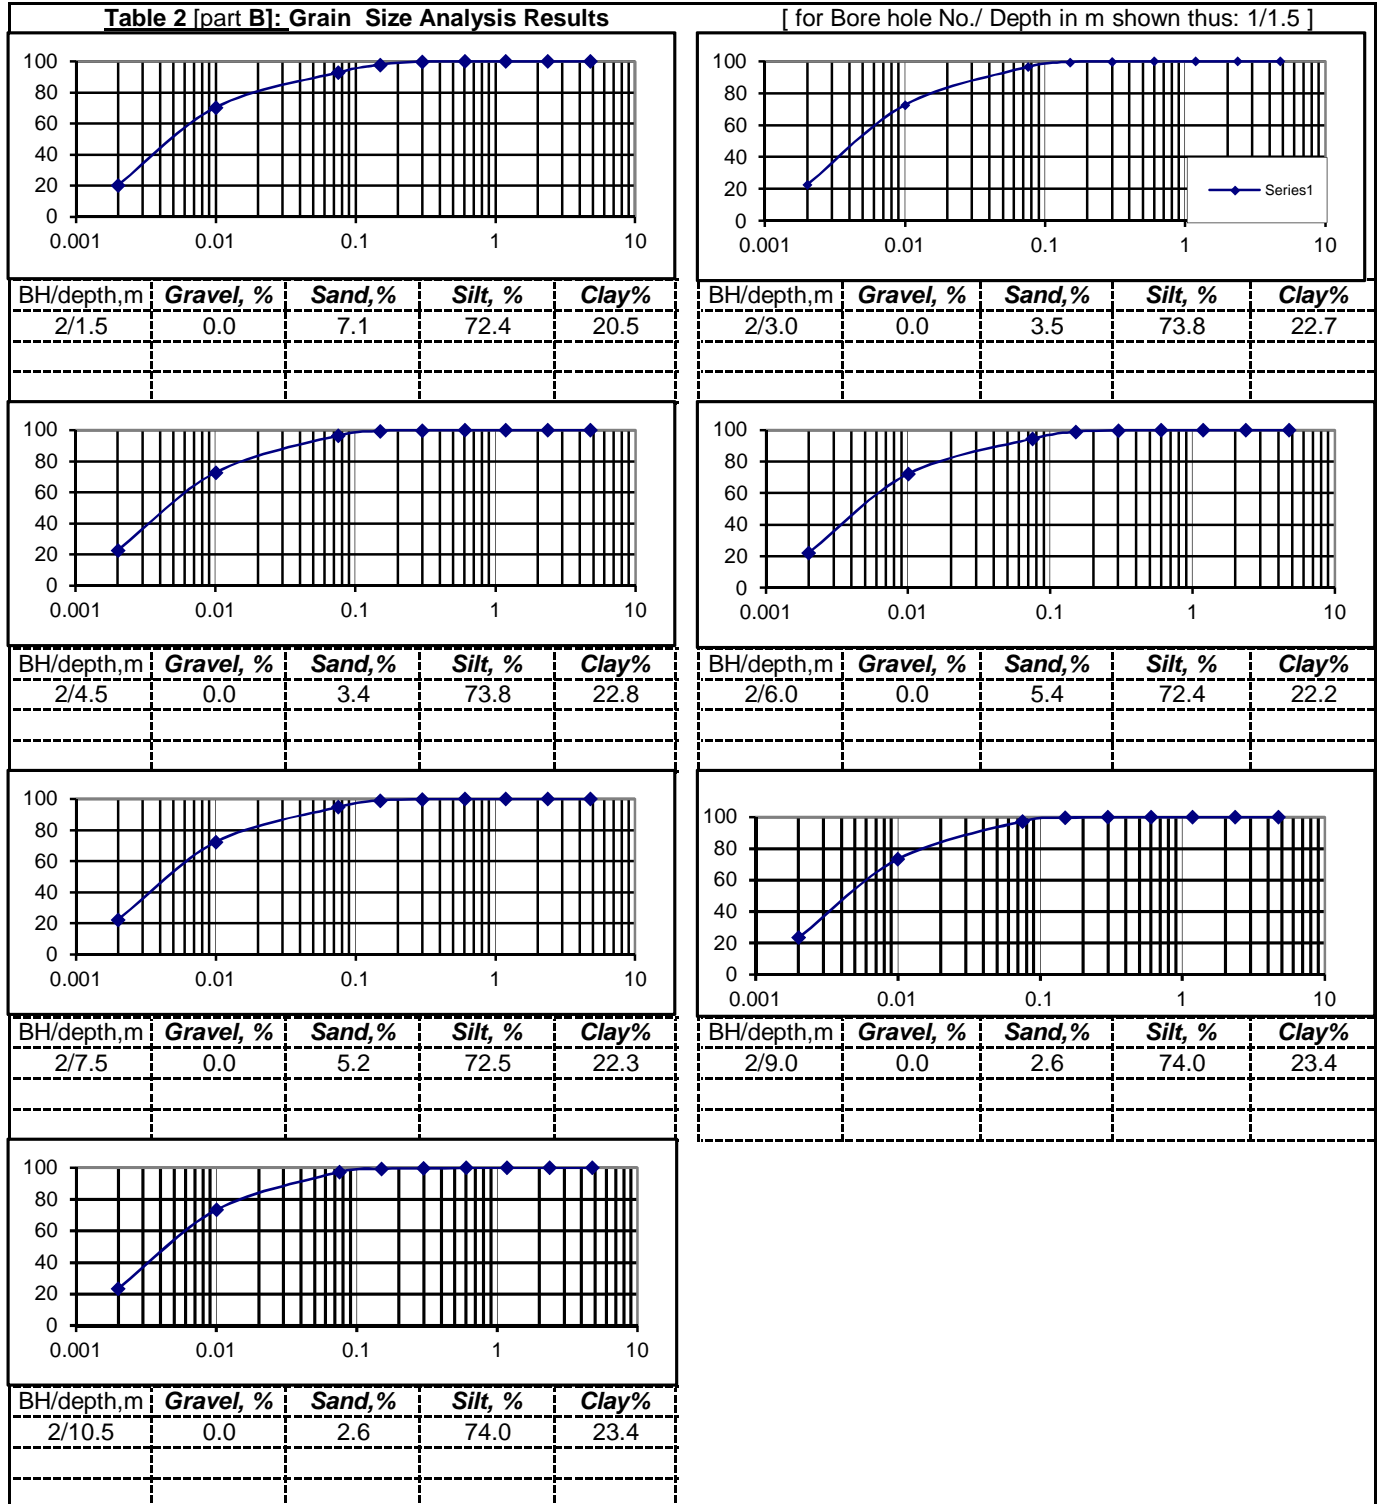 Table 2 [part B]: Grain Size Analysis Results [ for Bore hole No./ Depth in m shown thus: 1/1.5 ]
100
80
60
40
20
0
0.001 0.01 0.1 1 10
BH/depth,m Gravel, % Sand,% Silt, % Clay%
2/1.5 0.0 7.1 72.4 20.5
100
80
60
40
20
0
0.001 0.01 0.1 1 10
Series1
BH/depth,m Gravel, % Sand,% Silt, % Clay%
2/3.0 0.0 3.5 73.8 22.7
100
80
60
40
20
0
0.001 0.01 0.1 1 10
BH/depth,m Gravel, % Sand,% Silt, % Clay%
2/4.5 0.0 3.4 73.8 22.8
100
80
60
40
20
0
0.001 0.01 0.1 1 10
BH/depth,m Gravel, % Sand,% Silt, % Clay%
2/6.0 0.0 5.4 72.4 22.2
100
80
60
40
20
0
0.001 0.01 0.1 1 10
BH/depth,m Gravel, % Sand,% Silt, % Clay%
2/7.5 0.0 5.2 72.5 22.3
100
80
60
40
20
0
0.001 0.01 0.1 1 10
BH/depth,m Gravel, % Sand,% Silt, % Clay%
2/9.0 0.0 2.6 74.0 23.4
100
80
60
40
20
0
0.001 0.01 0.1 1 10
BH/depth,m Gravel, % Sand,% Silt, % Clay%
2/10.5 0.0 2.6 74.0 23.4